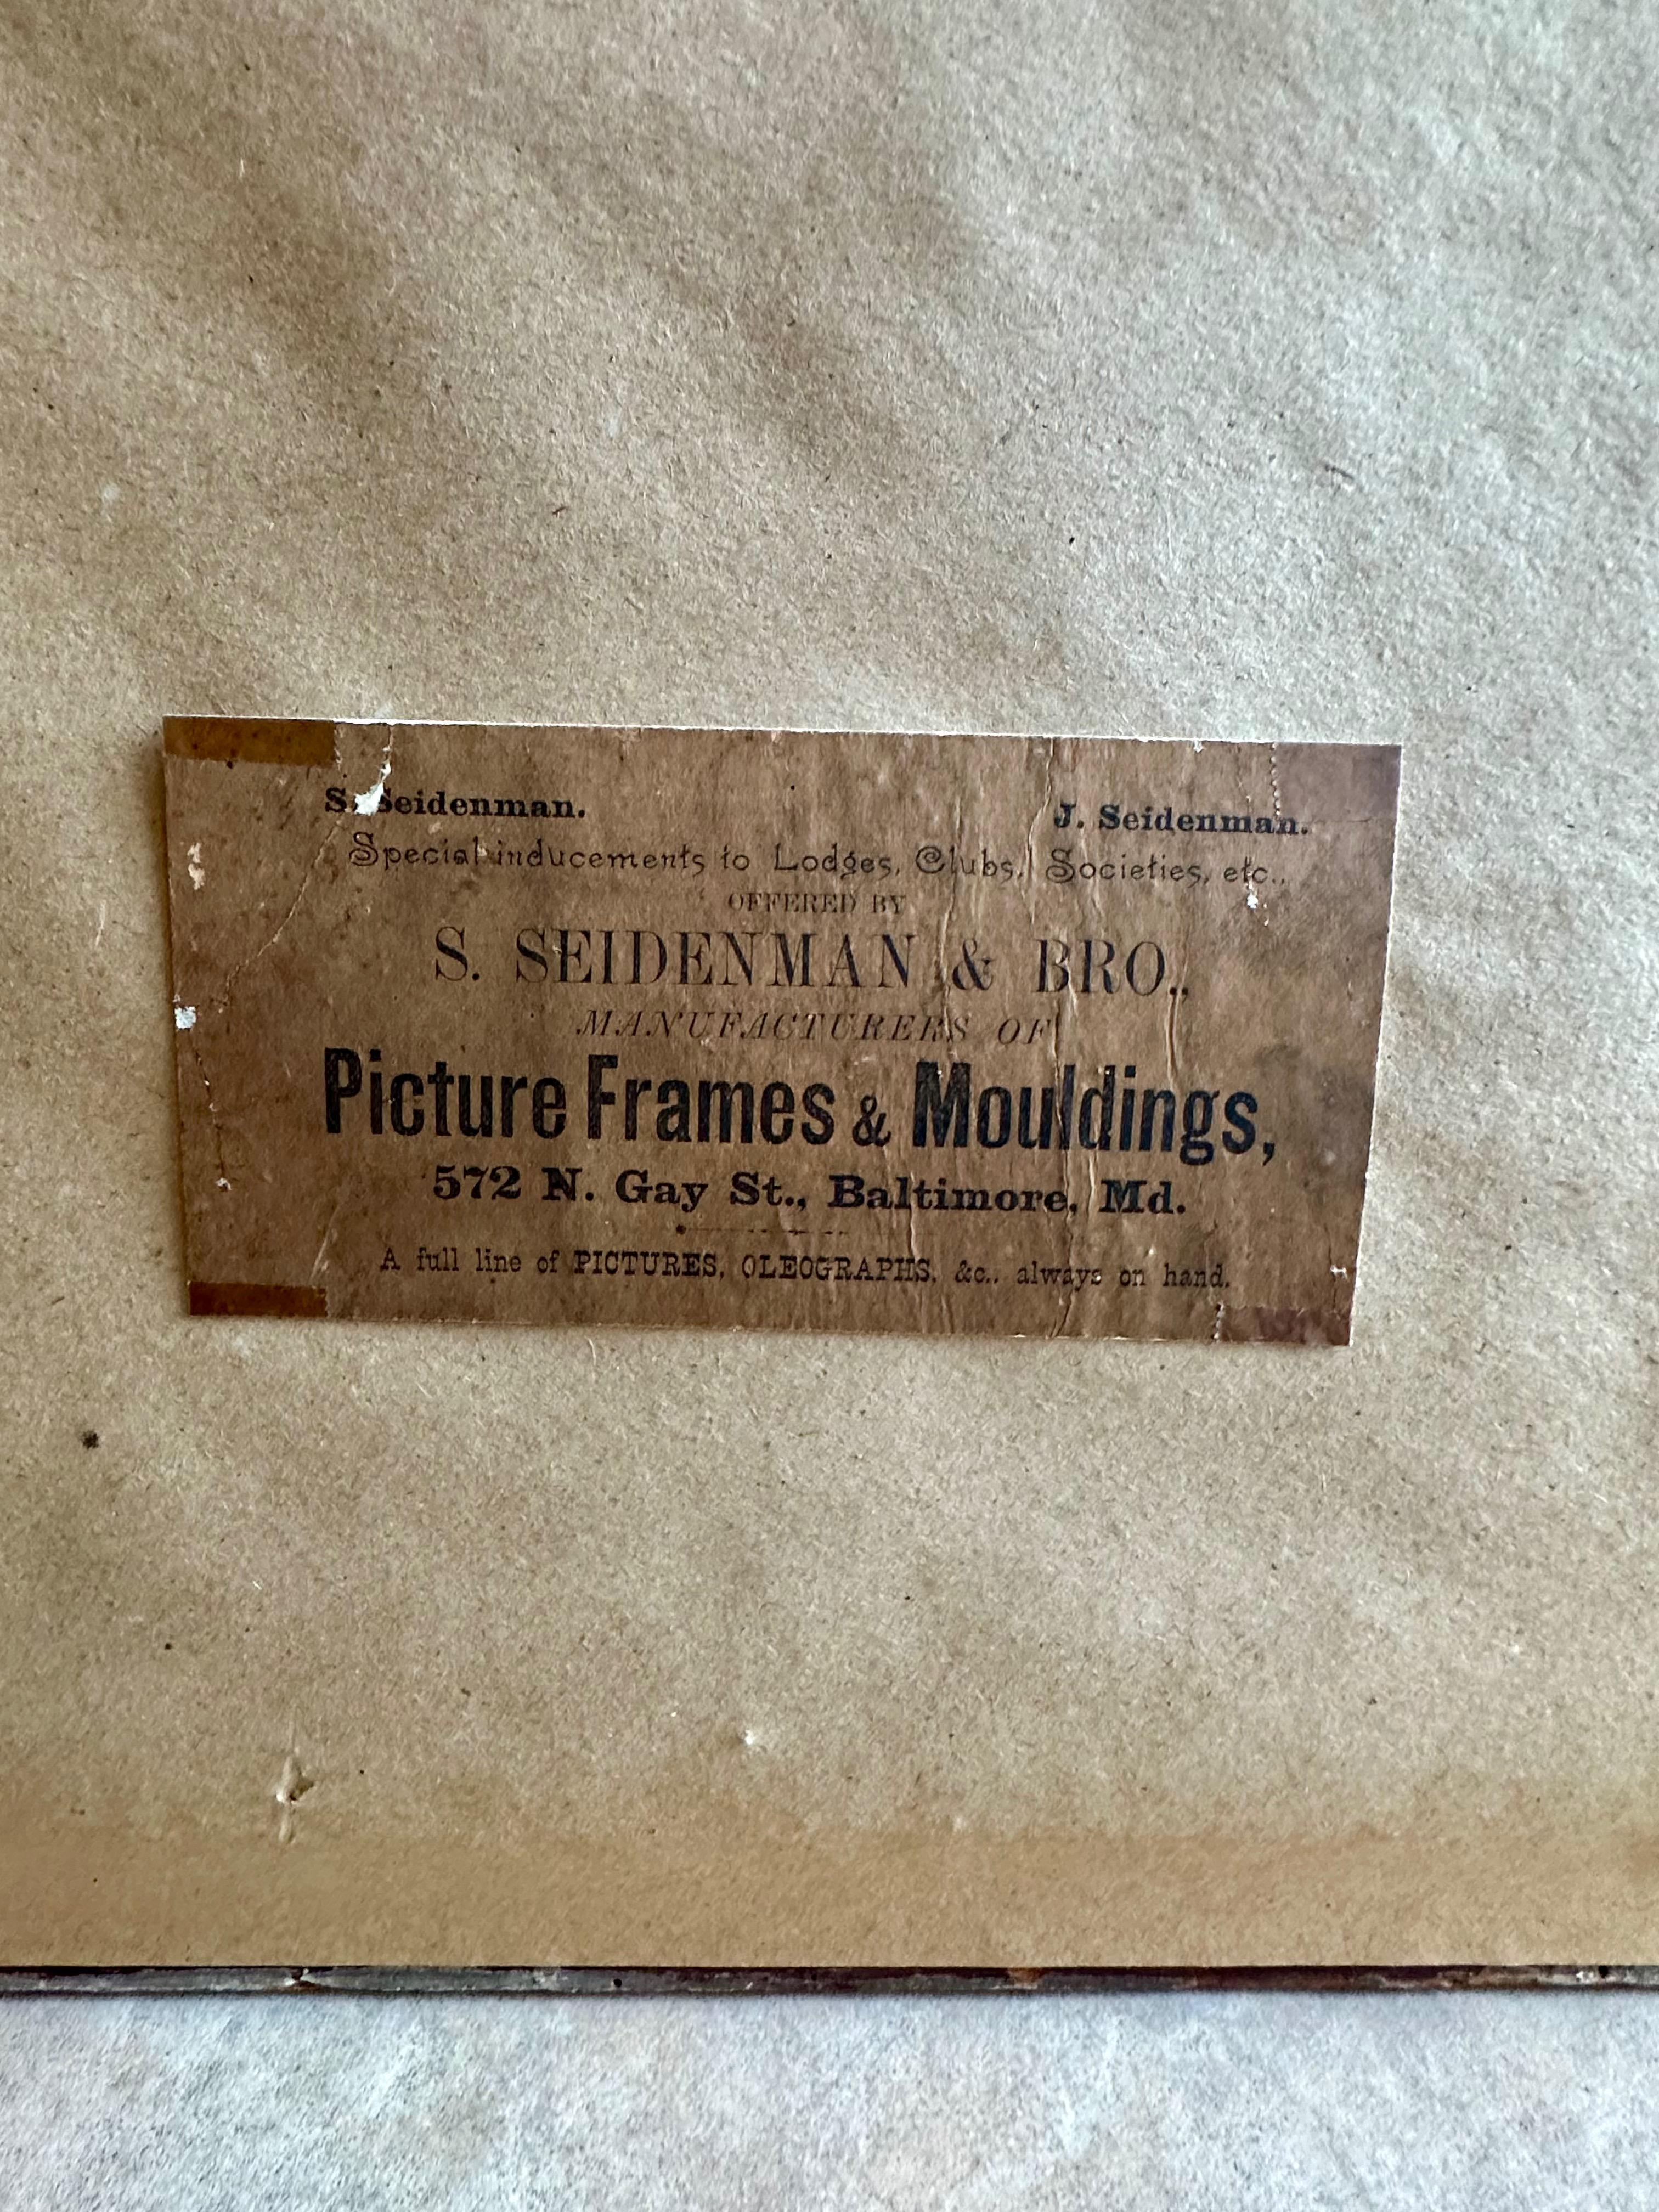 S. Seidenman. J. Seidenman.
Special inducements to Lodges, Clubs, Societies, etc.,
OFFERED BY
S. SEIDENMAN & BRO.,
MANUFACTURERS OF
Picture Frames & Mouldings,
572 N. Gay St., Baltimore, Md.
A full line of PICTURES, OLEOGRAPHS, &c., always on hand.